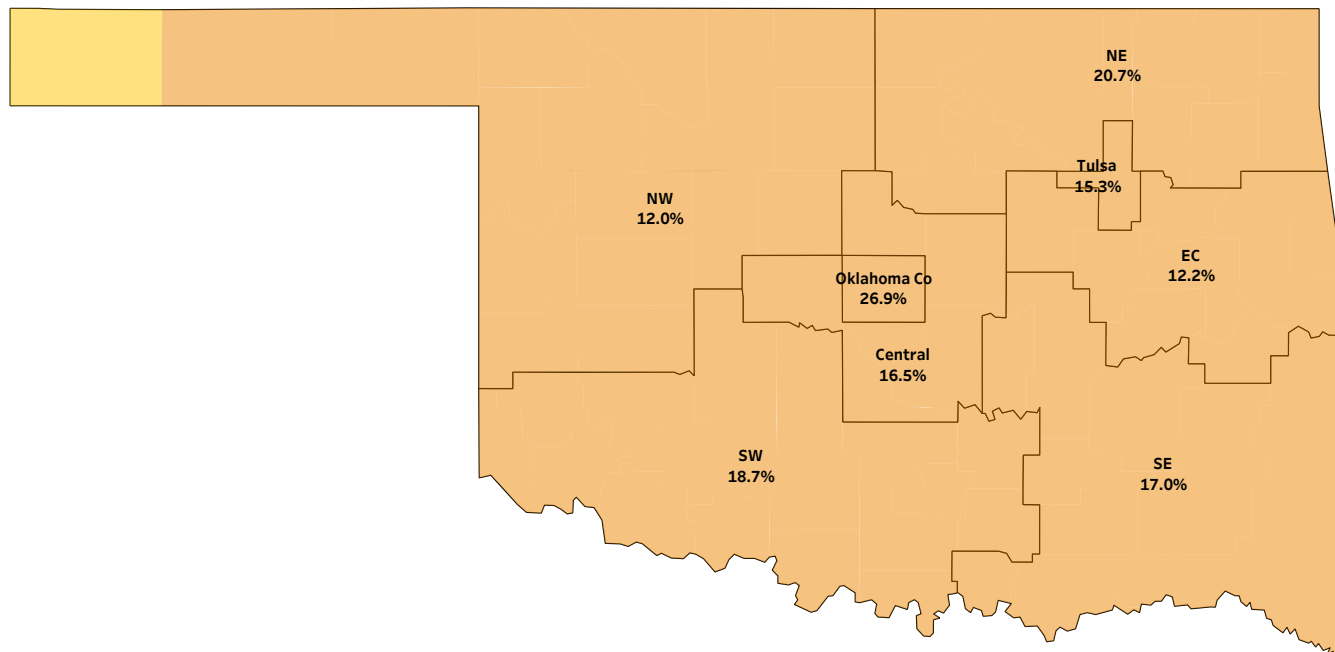 NE
20.7%
Tulsa
15.3%
NW
12.0%
EC
12.2%
Oklahoma Co
26.9%
Central
16.5%
SW
18.7%
SE
17.0%